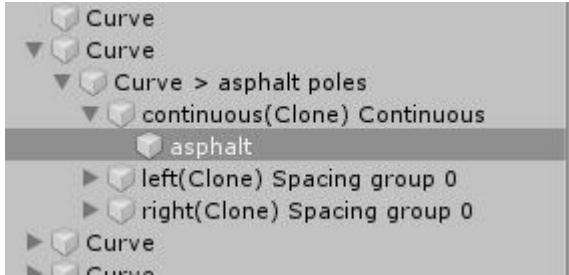 Curve
Curve
Curve > asphalt poles
continuous(Clone) Continuous
asphalt
left(Clone) Spacing group 0
right(Clone) Spacing group 0
Curve
Curve